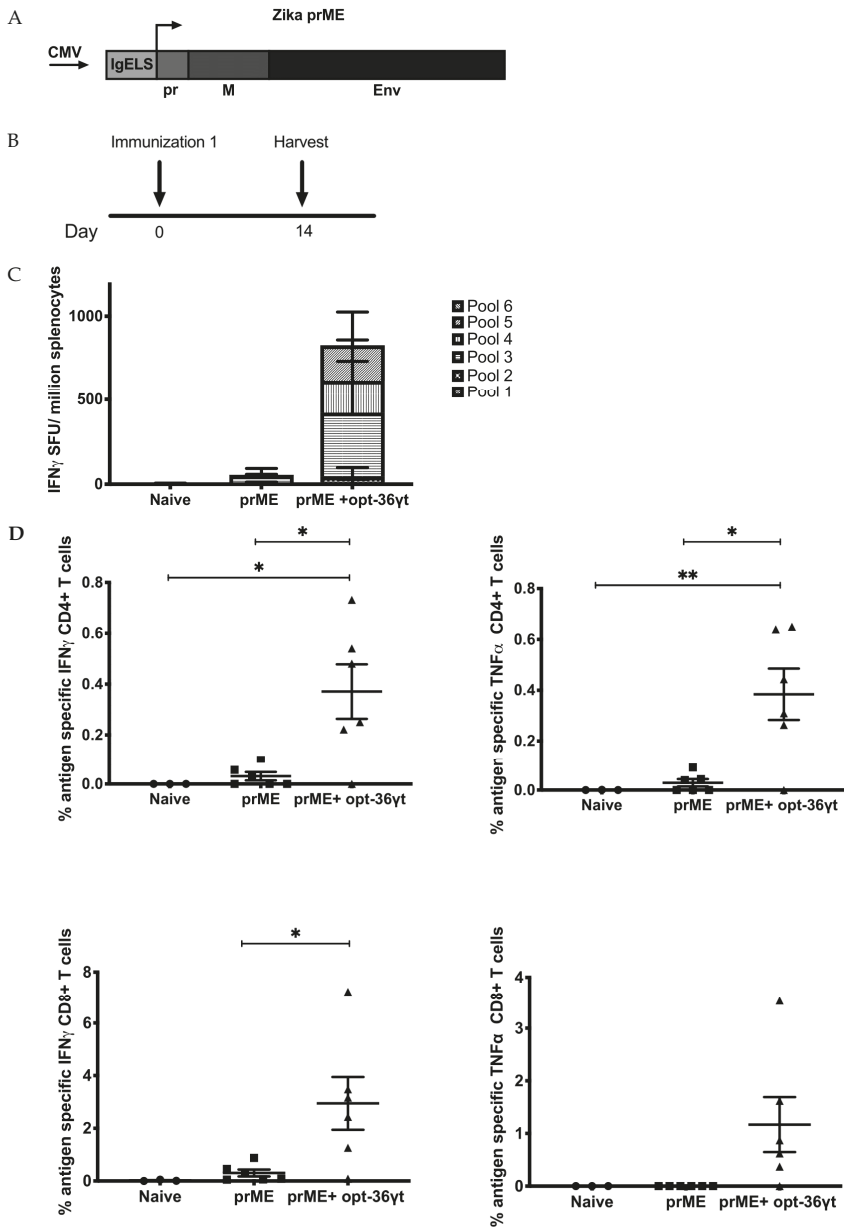 A
Zika prME
CMV
IgELS
pr
M
Env
B
Immunization 1
Harvest
Day
0
14
C
IFNγ SFU/ million splenocytes
1000
500
0
Naive
prME
prME +opt-36γt
Pool 6
Pool 5
Pool 4
Pool 3
Pool 2
Pool 1
D
% antigen specific IFNγ CD4+ T cells
0.8
0.6
0.4
0.2
0.0
*
*
Naive
prME
prME+ opt-36γt
% antigen specific TNFα CD4+ T cells
0.8
0.6
0.4
0.2
0.0
*
**
Naive
prME
prME+ opt-36γt
% antigen specific IFNγ CD8+ T cells
8
6
4
2
0
*
Naive
prME
prME+ opt-36γt
% antigen specific TNFα CD8+ T cells
4
3
2
1
0
Naive
prME
prME+ opt-36γt